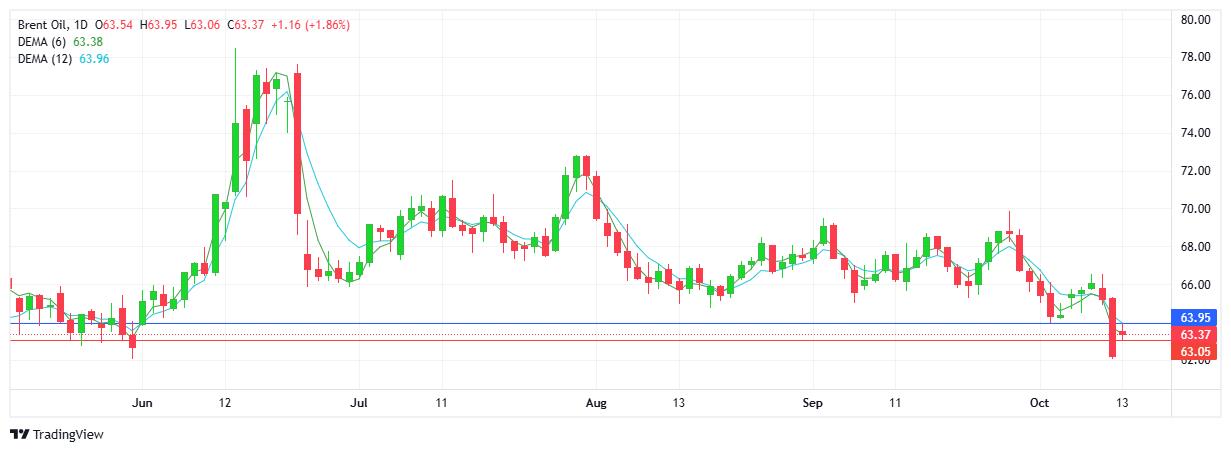 Brent Oil, 1D O63.54 H63.95 L63.06 C63.37 +1.16 (+1.86%)
DEMA (6) 63.38
DEMA (12) 63.96
80.00
78.00
76.00
74.00
72.00
70.00
68.00
66.00
63.95
63.37
63.05
62.00
Jun 12 Jul 11 Aug 13 Sep 11 Oct 13
TradingView